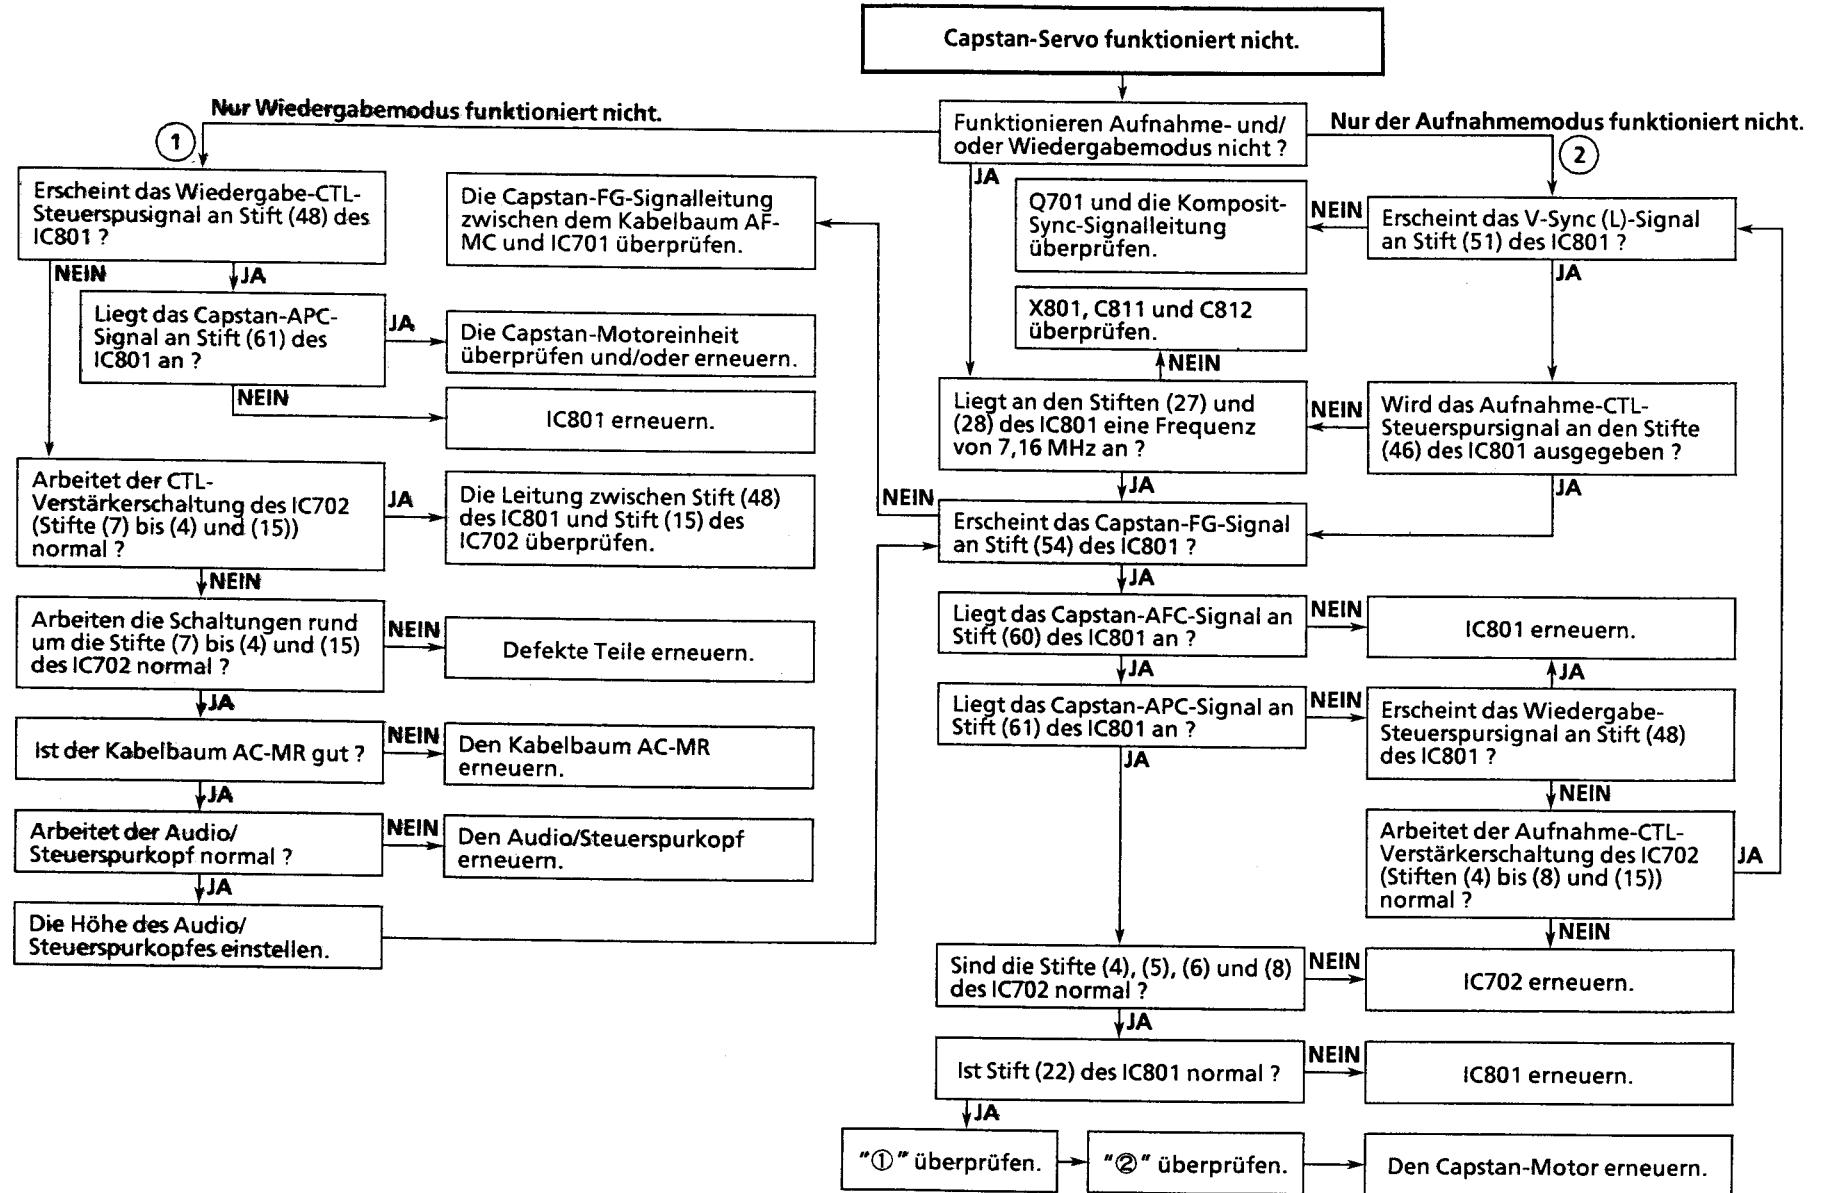 Capstan-Servo funktioniert nicht.
Funktionieren Aufnahme- und/
oder Wiedergabemodus nicht ?
Nur Wiedergabemodus funktioniert nicht.
1
Nur der Aufnahmemodus funktioniert nicht.
2
JA
Erscheint das Wiedergabe-CTL-
Steuerspusignal an Stift (48) des
IC801 ?
NEIN
JA
Liegt das Capstan-APC-
Signal an Stift (61) des
IC801 an ?
JA
Die Capstan-Motoreinheit
überprüfen und/oder erneuern.
NEIN
IC801 erneuern.
Arbeitet der CTL-
Verstärkerschaltung des IC702
(Stifte (7) bis (4) und (15))
normal ?
JA
Die Leitung zwischen Stift (48)
des IC801 und Stift (15) des
IC702 überprüfen.
NEIN
Arbeiten die Schaltungen rund
um die Stifte (7) bis (4) und (15)
des IC702 normal ?
NEIN
Defekte Teile erneuern.
JA
Ist der Kabelbaum AC-MR gut ?
NEIN
Den Kabelbaum AC-MR
erneuern.
JA
Arbeitet der Audio/
Steuerspurkopf normal ?
NEIN
Den Audio/Steuerspurkopf
erneuern.
JA
Die Höhe des Audio/
Steuerspurkopfes einstellen.
Die Capstan-FG-Signalleitung
zwischen dem Kabelbaum AF-
MC und IC701 überprüfen.
Q701 und die Komposit-
Sync-Signalleitung
überprüfen.
NEIN
Erscheint das V-Sync (L)-Signal
an Stift (51) des IC801 ?
JA
X801, C811 und C812
überprüfen.
NEIN
Liegt an den Stiften (27) und
(28) des IC801 eine Frequenz
von 7,16 MHz an ?
NEIN
Wird das Aufnahme-CTL-
Steuerspursignal an den Stifte
(46) des IC801 ausgegeben ?
JA
JA
NEIN
Erscheint das Capstan-FG-Signal
an Stift (54) des IC801 ?
JA
Liegt das Capstan-AFC-Signal an
Stift (60) des IC801 an ?
NEIN
IC801 erneuern.
JA
JA
Liegt das Capstan-APC-Signal an
Stift (61) des IC801 an ?
NEIN
Erscheint das Wiedergabe-
Steuerspursignal an Stift (48)
des IC801 ?
JA
NEIN
Arbeitet der Aufnahme-CTL-
Verstärkerschaltung des IC702
(Stiften (4) bis (8) und (15))
normal ?
JA
NEIN
Sind die Stifte (4), (5), (6) und (8)
des IC702 normal ?
NEIN
IC702 erneuern.
JA
Ist Stift (22) des IC801 normal ?
NEIN
IC801 erneuern.
JA
"①" überprüfen.
"②" überprüfen.
Den Capstan-Motor erneuern.